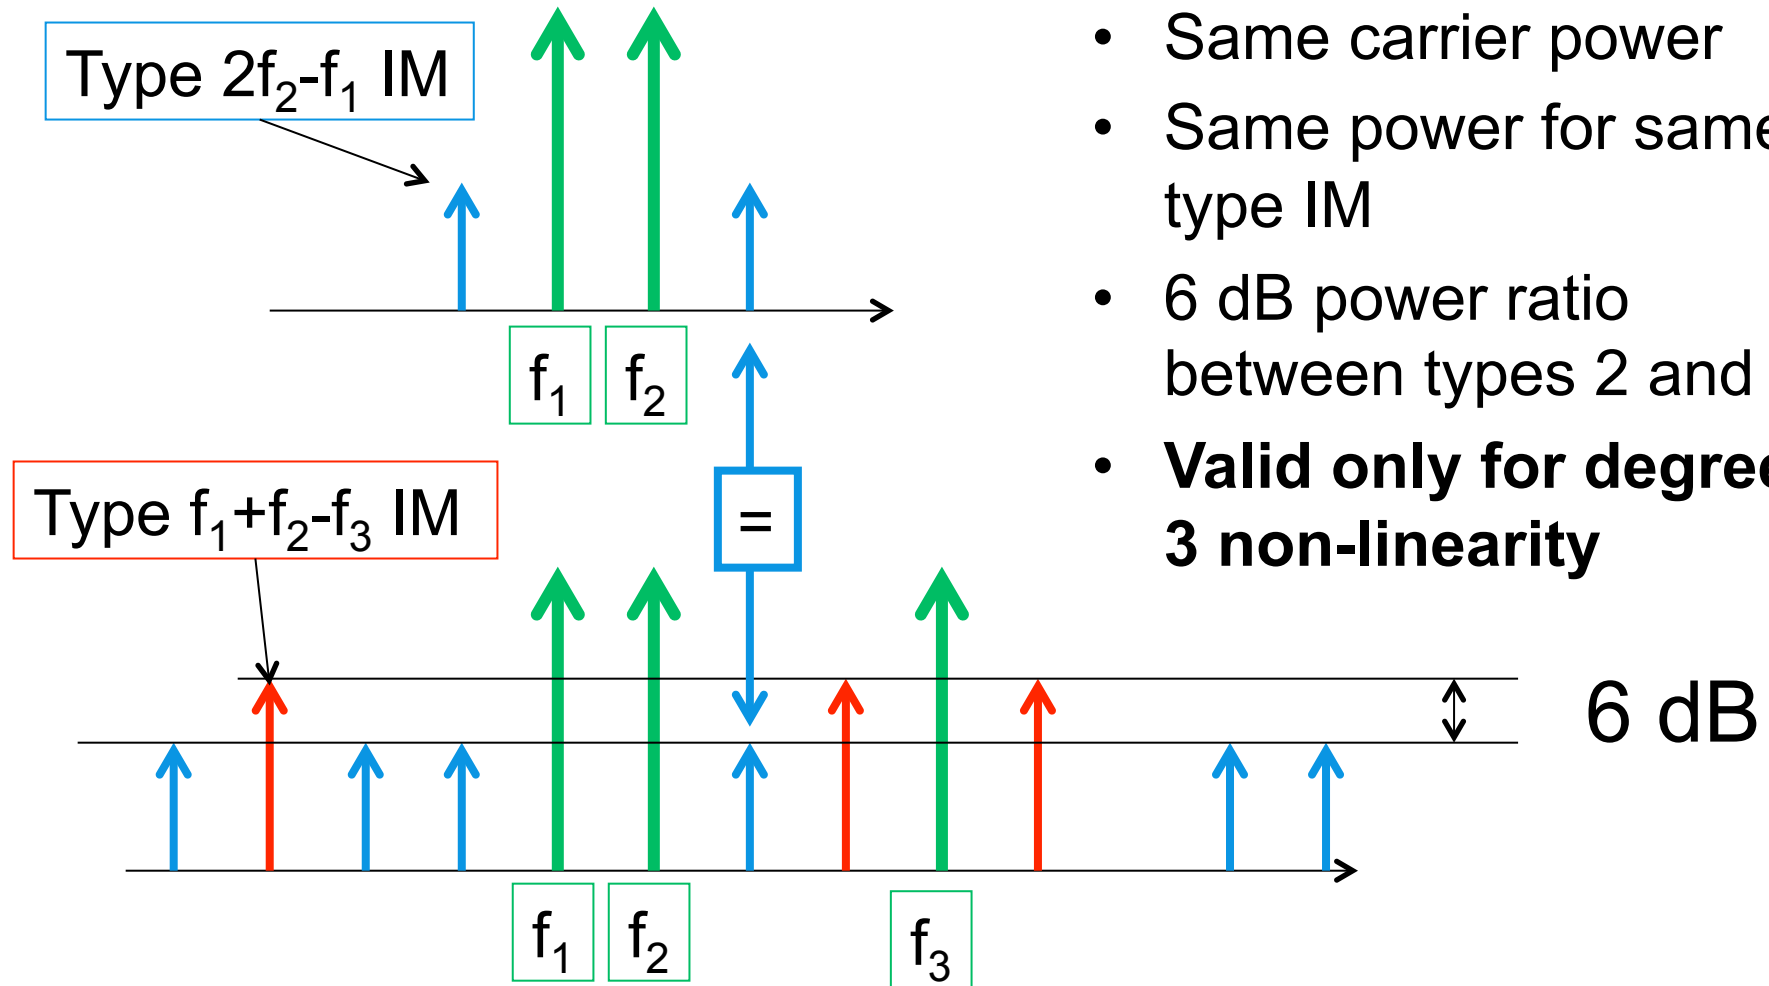 Type 2f₂-f₁ IM
• Same carrier power
• Same power for same
type IM
• 6 dB power ratio
between types 2 and
• Valid only for degree
3 non-linearity
f₁ f₂
Type f₁+f₂-f₃ IM
=
6 dB
f₁ f₂ f₃